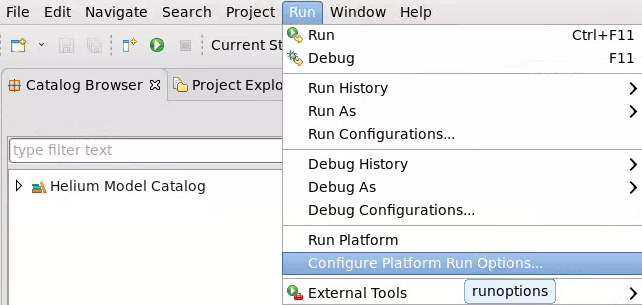 File Edit Navigate Search Project Run Window Help
Current St
Run Ctrl+F11
Debug F11
Catalog Browser Project Explo
Run History
Run As
Run Configurations...
type filter text
Debug History
Helium Model Catalog
Debug As
Debug Configurations...
Run Platform
Configure Platform Run Options...
External Tools
runoptions